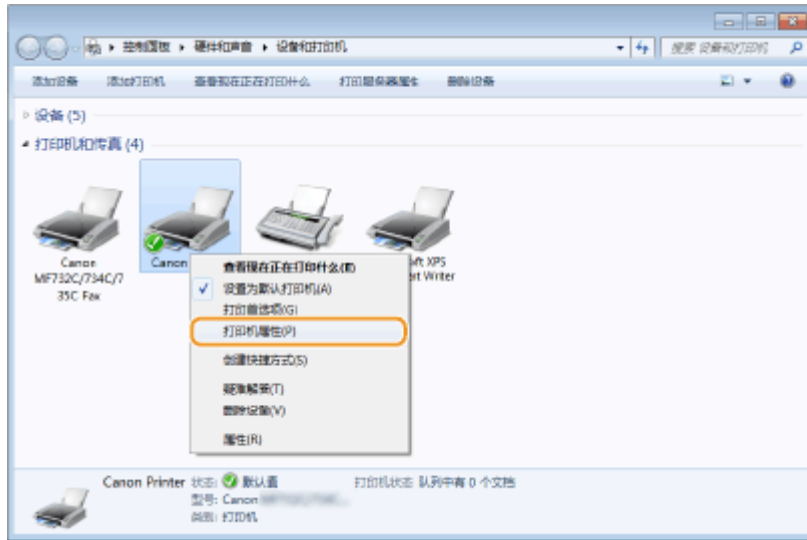 控制面板 ▸ 硬件和声音 ▸ 设备和打印机
搜索 设备和打印机
添加设备 添加打印机 查看现在正在打印什么 打印服务器属性 删除设备
设备 (5)
打印机和传真 (4)
Canon
MF732C/734C/7
35C Fax
Canon
ft XPS
nt Writer
查看现在正在打印什么(E)
设置为默认打印机(A)
打印首选项(G)
打印机属性(P)
创建快捷方式(S)
疑难解答(T)
删除设备(V)
属性(R)
Canon Printer 状态: 默认值 打印机状态: 队列中有 0 个文档
型号: Canon
类别: 打印机